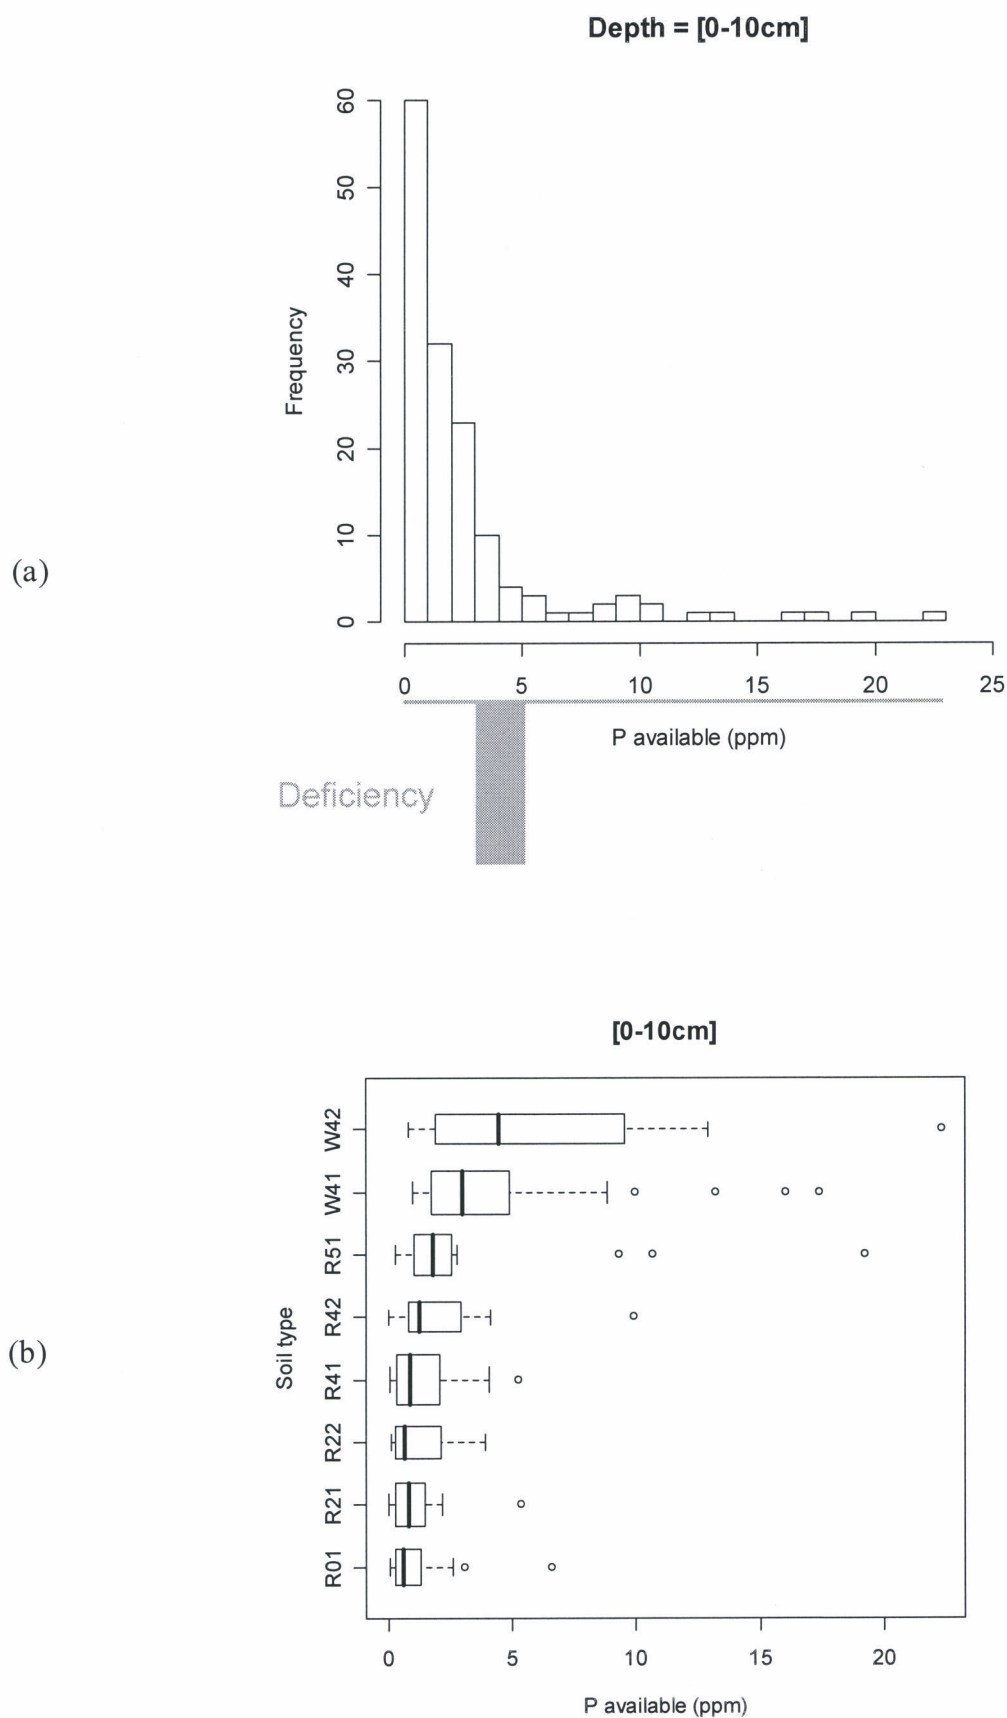 Depth = [0-10cm]
60
50
40
30
20
10
0
Frequency
(a)
0 5 10 15 20 25
P available (ppm)
Deficiency
[0-10cm]
W42
W41
R51
R42
R41
R22
R21
R01
Soil type
(b)
0 5 10 15 20
P available (ppm)